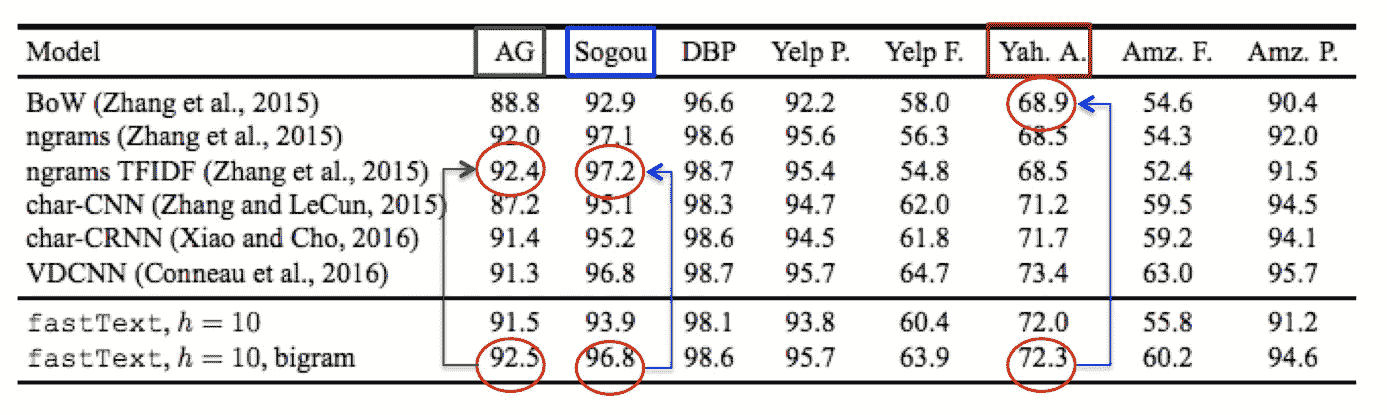 Model AG Sogou DBP Yelp P. Yelp F. Yah. A. Amz. F. Amz. P.
BoW (Zhang et al., 2015) 88.8 92.9 96.6 92.2 58.0 68.9 54.6 90.4
ngrams (Zhang et al., 2015) 92.0 97.1 98.6 95.6 56.3 68.5 54.3 92.0
ngrams TFIDF (Zhang et al., 2015) 92.4 97.2 98.7 95.4 54.8 68.5 52.4 91.5
char-CNN (Zhang and LeCun, 2015) 87.2 95.1 98.3 94.7 62.0 71.2 59.5 94.5
char-CRNN (Xiao and Cho, 2016) 91.4 95.2 98.6 94.5 61.8 71.7 59.2 94.1
VDCNN (Conneau et al., 2016) 91.3 96.8 98.7 95.7 64.7 73.4 63.0 95.7
fastText, h = 10 91.5 93.9 98.1 93.8 60.4 72.0 55.8 91.2
fastText, h = 10, bigram 92.5 96.8 98.6 95.7 63.9 72.3 60.2 94.6